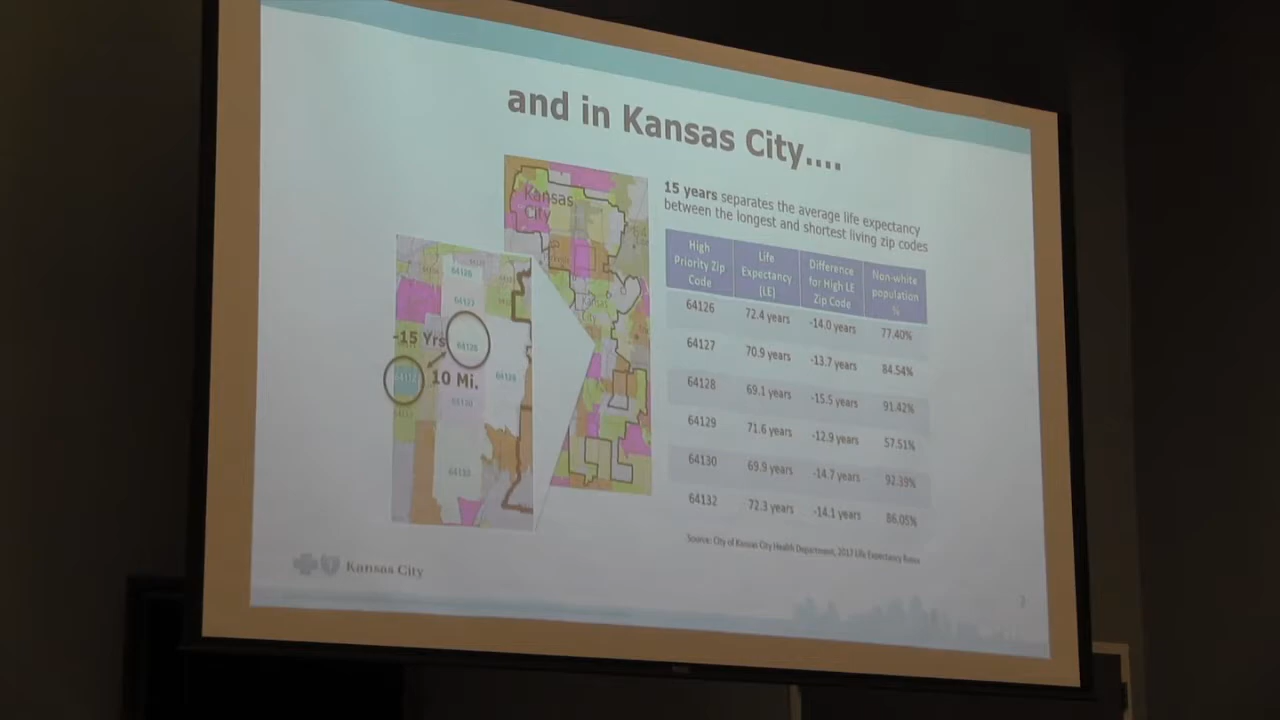 and in Kansas City....
Kansas
City
Kansas
City
15 years separates the average life expectancy
between the longest and shortest living zip codes
64126
64127
-15 Yrs
64128
64129
10 Mi.
64130
64132
High Priority Zip Code | Life Expectancy (LE) | Difference for High LE Zip Code | Non-white population %
64126 | 72.4 years | -14.0 years | 77.40%
64127 | 70.9 years | -13.7 years | 84.54%
64128 | 69.1 years | -15.5 years | 91.42%
64129 | 71.6 years | -12.9 years | 57.51%
64130 | 69.9 years | -14.7 years | 92.39%
64132 | 72.3 years | -14.1 years | 86.05%
Source: City of Kansas City Health Department, 2017 Life Expectancy Rates
Kansas City